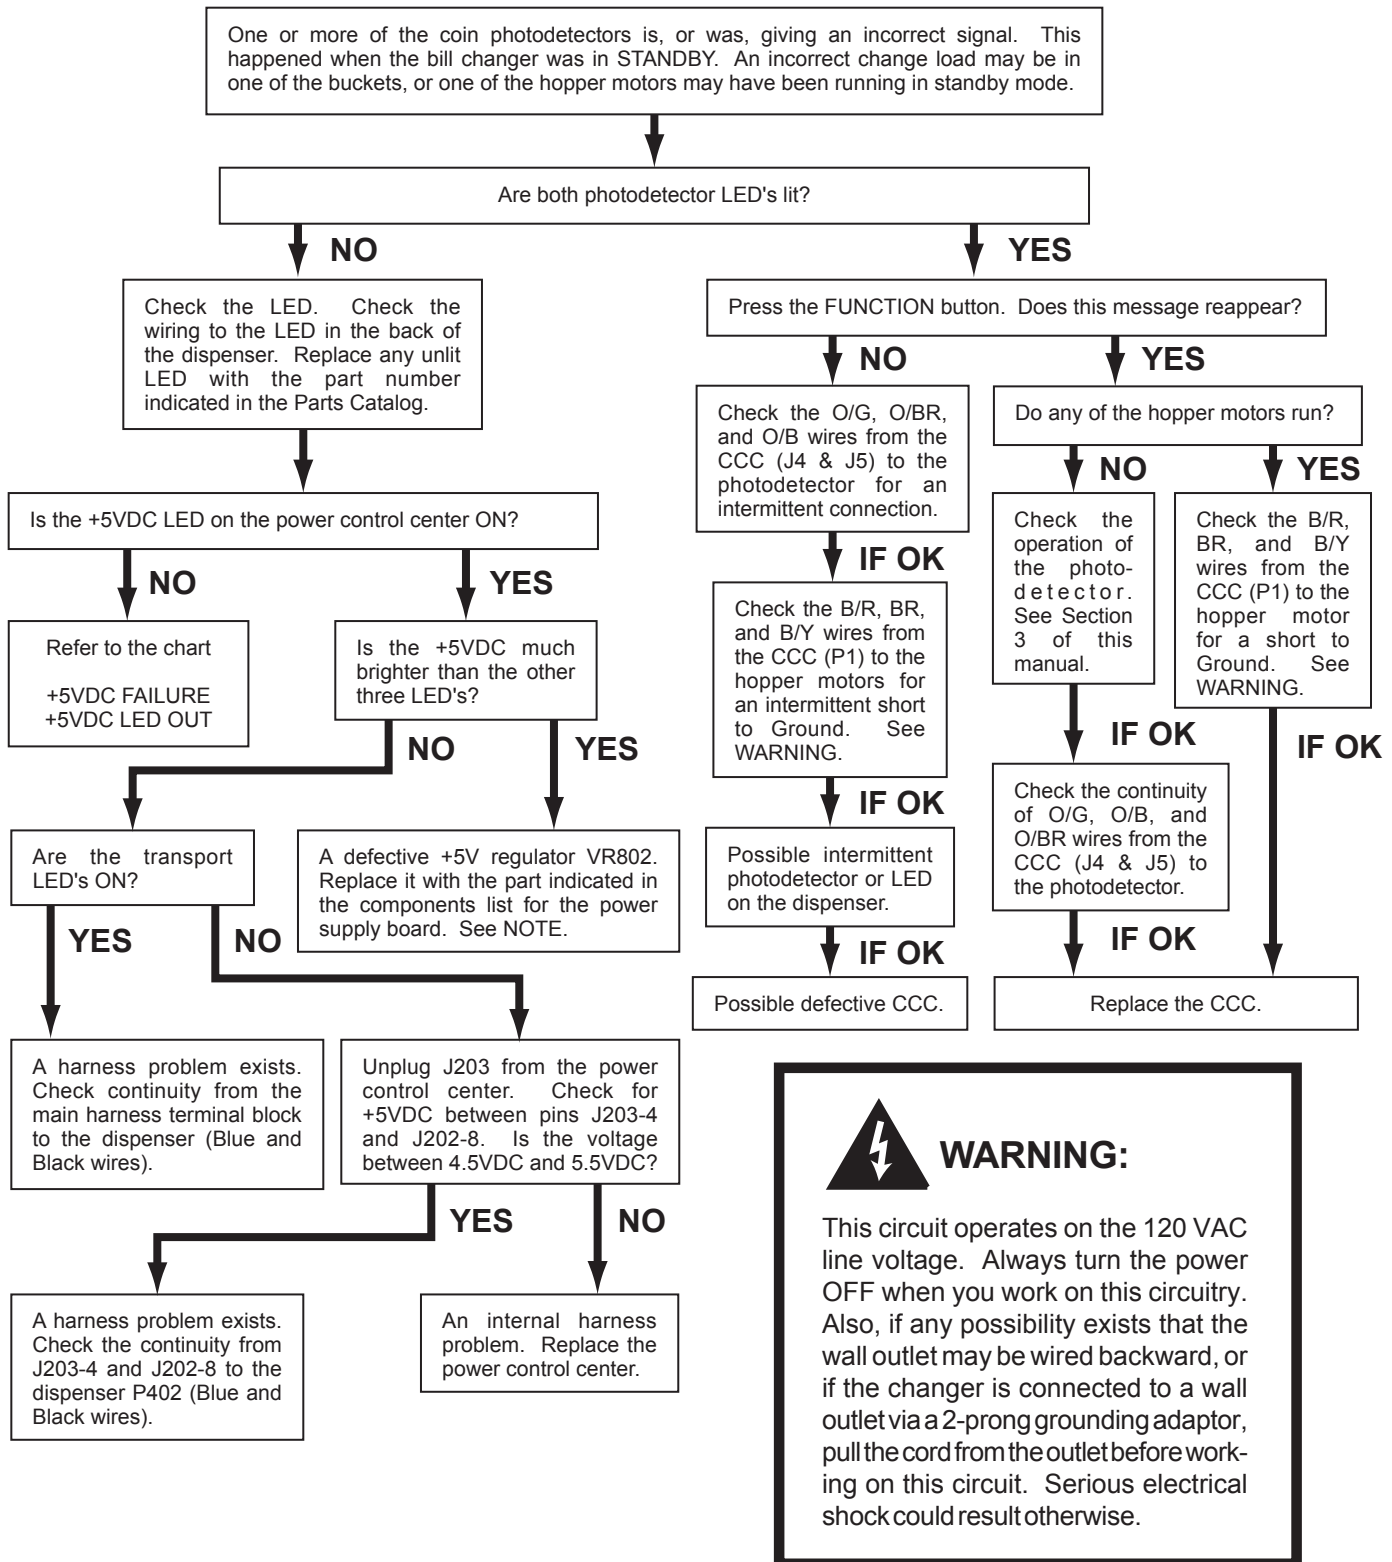 One or more of the coin photodetectors is, or was, giving an incorrect signal. This
happened when the bill changer was in STANDBY. An incorrect change load may be in
one of the buckets, or one of the hopper motors may have been running in standby mode.
Are both photodetector LED's lit?
NO
YES
Check the LED. Check the
wiring to the LED in the back of
the dispenser. Replace any unlit
LED with the part number
indicated in the Parts Catalog.
Press the FUNCTION button. Does this message reappear?
NO
YES
Check the O/G, O/BR,
and O/B wires from the
CCC (J4 & J5) to the
photodetector for an
intermittent connection.
Do any of the hopper motors run?
NO
YES
Is the +5VDC LED on the power control center ON?
NO
YES
IF OK
Check the
operation of
the photo-
detector.
See Section
3 of this
manual.
Check the B/R,
BR, and B/Y
wires from the
CCC (P1) to the
hopper motor
for a short to
Ground. See
WARNING.
Refer to the chart
+5VDC FAILURE
+5VDC LED OUT
Is the +5VDC much
brighter than the other
three LED's?
Check the B/R, BR,
and B/Y wires from
the CCC (P1) to the
hopper motors for
an intermittent short
to Ground. See
WARNING.
NO
YES
IF OK
IF OK
IF OK
Check the continuity
of O/G, O/B, and
O/BR wires from the
CCC (J4 & J5) to
the photodetector.
Are the transport
LED's ON?
A defective +5V regulator VR802.
Replace it with the part indicated in
the components list for the power
supply board. See NOTE.
Possible intermittent
photodetector or LED
on the dispenser.
YES
NO
IF OK
IF OK
Possible defective CCC.
Replace the CCC.
A harness problem exists.
Check continuity from the
main harness terminal block
to the dispenser (Blue and
Black wires).
Unplug J203 from the power
control center. Check for
+5VDC between pins J203-4
and J202-8. Is the voltage
between 4.5VDC and 5.5VDC?
YES
NO
A harness problem exists.
Check the continuity from
J203-4 and J202-8 to the
dispenser P402 (Blue and
Black wires).
An internal harness
problem. Replace the
power control center.
WARNING:
This circuit operates on the 120 VAC
line voltage. Always turn the power
OFF when you work on this circuitry.
Also, if any possibility exists that the
wall outlet may be wired backward, or
if the changer is connected to a wall
outlet via a 2-prong grounding adaptor,
pull the cord from the outlet before work-
ing on this circuit. Serious electrical
shock could result otherwise.